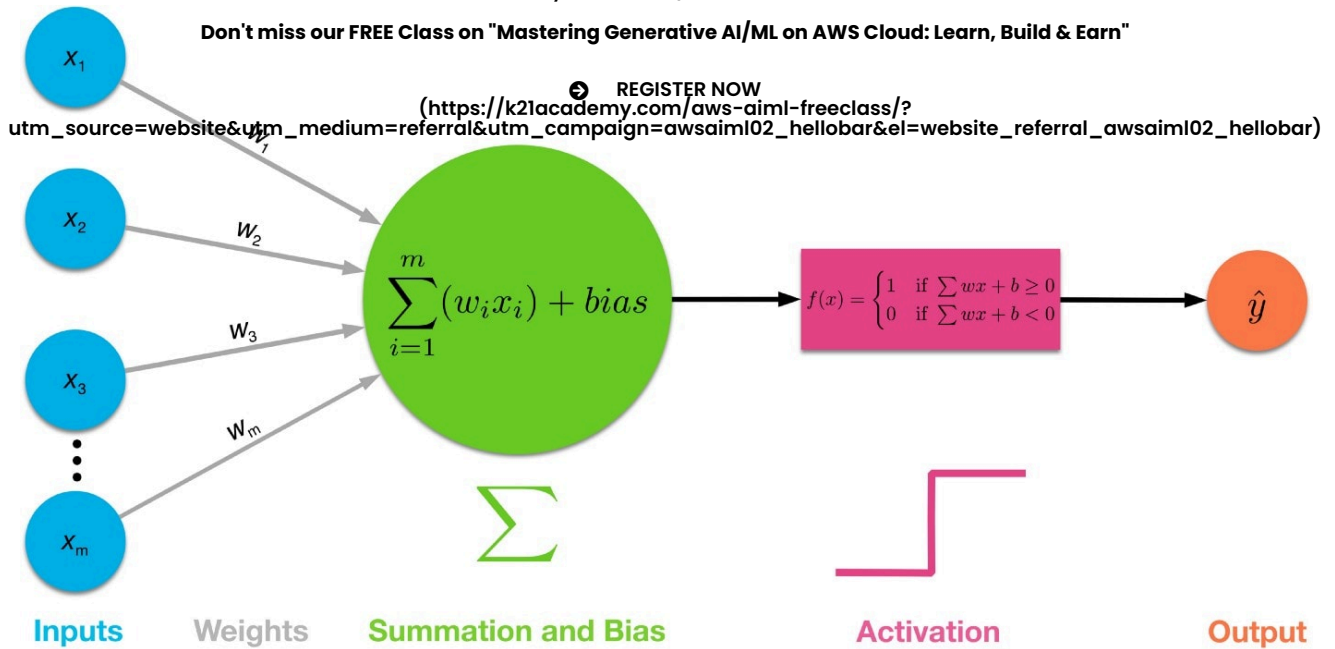 Don't miss our FREE Class on "Mastering Generative AI/ML on AWS Cloud: Learn, Build & Earn"
REGISTER NOW
(https://k21academy.com/aws-aiml-freeclass/?
utm_source=website&utm_medium=referral&utm_campaign=awsaiml02_hellobar&el=website_referral_awsaiml02_hellobar)
x₁
w₁
x₂
w₂
x₃
w₃
xₘ
wₘ
m
∑(wᵢxᵢ) + bias
i=1
f(x) = { 1 if ∑ wx + b ≥ 0
0 if ∑ wx + b < 0
ŷ
∑
Inputs Weights Summation and Bias Activation Output